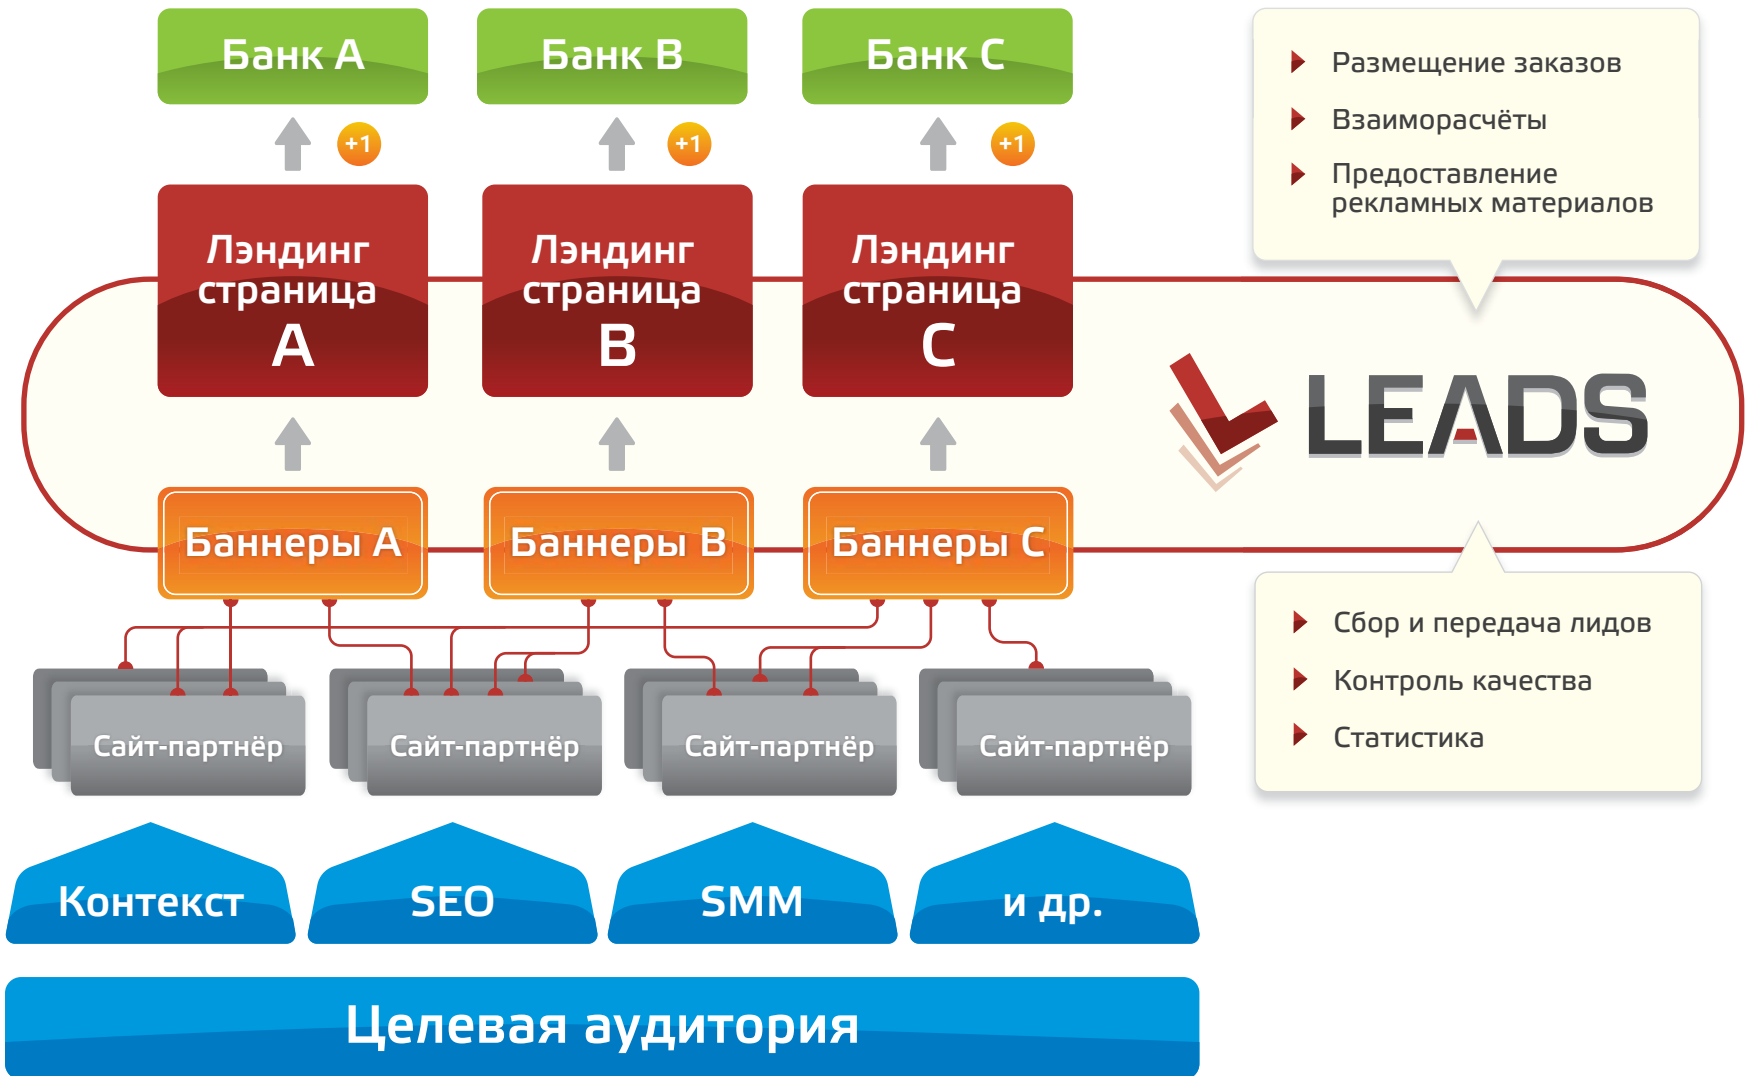 Банк A
Банк B
Банк C
+1
+1
+1
Лэндинг
страница
A
Лэндинг
страница
B
Лэндинг
страница
C
Размещение заказов
Взаиморасчёты
Предоставление
рекламных материалов
LEADS
Баннеры A
Баннеры B
Баннеры C
Сбор и передача лидов
Контроль качества
Статистика
Сайт-партнёр
Сайт-партнёр
Сайт-партнёр
Сайт-партнёр
Контекст
SEO
SMM
и др.
Целевая аудитория